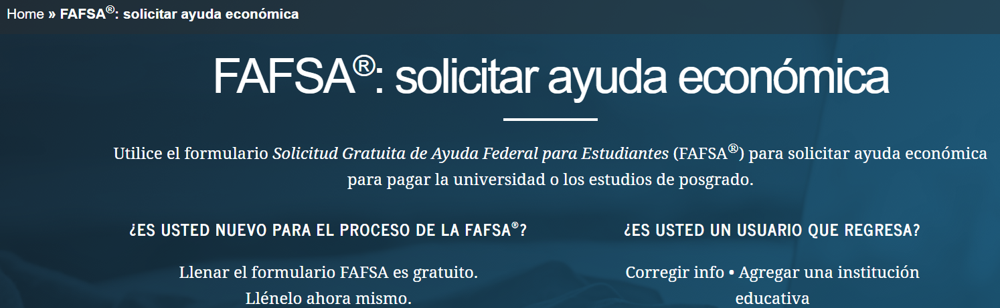 Home » FAFSA®: solicitar ayuda económica
FAFSA®: solicitar ayuda económica
Utilice el formulario Solicitud Gratuita de Ayuda Federal para Estudiantes (FAFSA®) para solicitar ayuda económica
para pagar la universidad o los estudios de posgrado.
¿ES USTED NUEVO PARA EL PROCESO DE LA FAFSA®?
Llenar el formulario FAFSA es gratuito.
Llénelo ahora mismo.
¿ES USTED UN USUARIO QUE REGRESA?
Corregir info • Agregar una institución
educativa